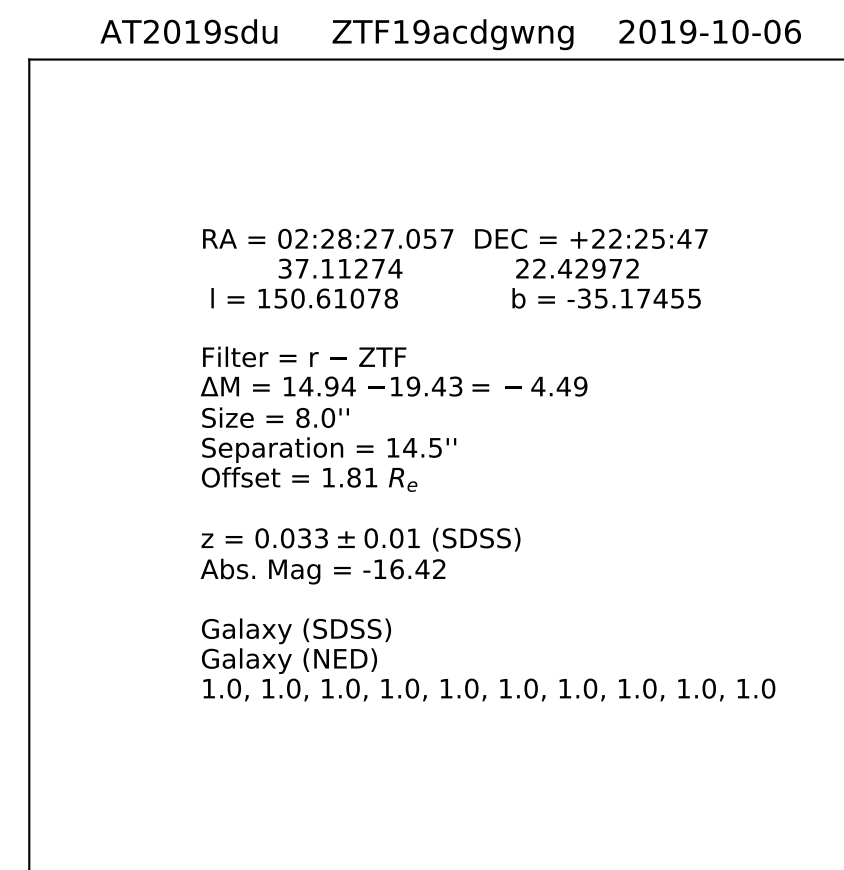 AT2019sdu ZTF19acdgwng 2019-10-06
RA = 02:28:27.057 DEC = +22:25:47
37.11274 22.42972
l = 150.61078 b = -35.17455
Filter = r − ZTF
ΔM = 14.94 −19.43 = − 4.49
Size = 8.0''
Separation = 14.5''
Offset = 1.81 Rₑ
z = 0.033 ± 0.01 (SDSS)
Abs. Mag = -16.42
Galaxy (SDSS)
Galaxy (NED)
1.0, 1.0, 1.0, 1.0, 1.0, 1.0, 1.0, 1.0, 1.0, 1.0